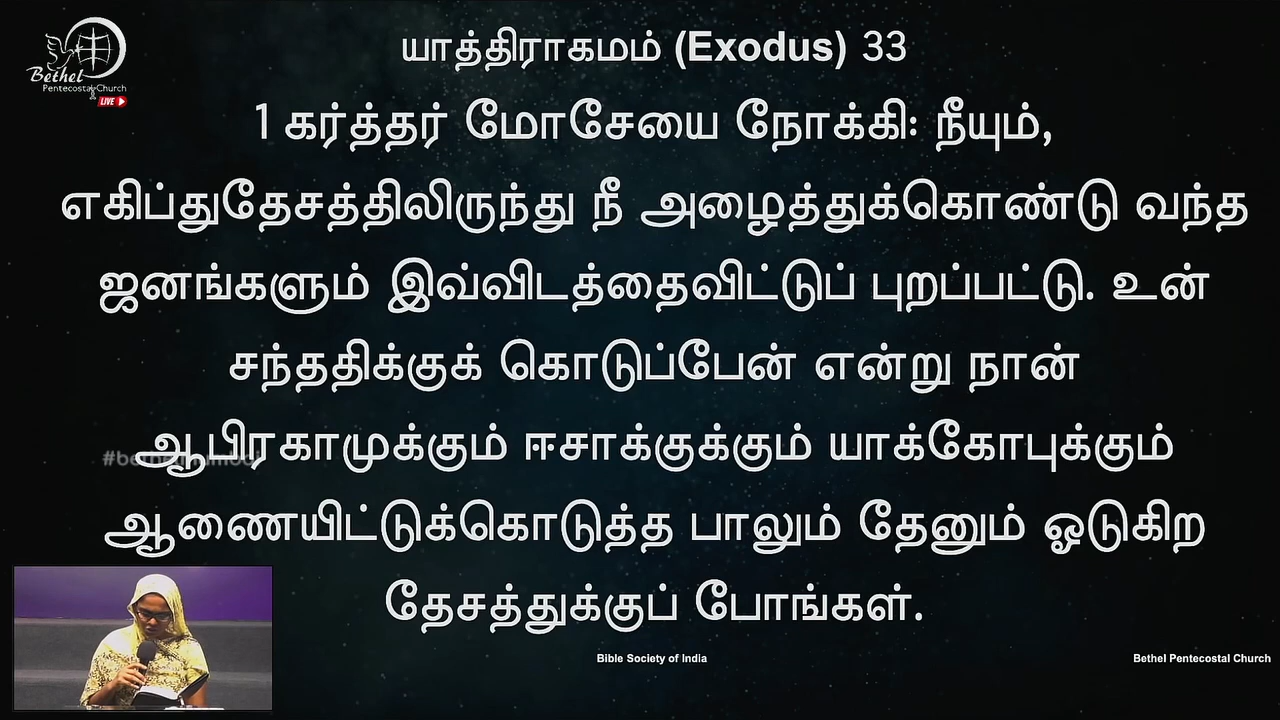 Bethel
Pentecostal Church
LIVE
யாத்திராகமம் (Exodus) 33
1 கர்த்தர் மோசேயை நோக்கி: நீயும்,
எகிப்துதேசத்திலிருந்து நீ அழைத்துக்கொண்டு வந்த
ஜனங்களும் இவ்விடத்தைவிட்டுப் புறப்பட்டு. உன்
சந்ததிக்குக் கொடுப்பேன் என்று நான்
ஆபிரகாமுக்கும் ஈசாக்குக்கும் யாக்கோபுக்கும்
ஆணையிட்டுக்கொடுத்த பாலும் தேனும் ஓடுகிற
தேசத்துக்குப் போங்கள்.
Bible Society of India
Bethel Pentecostal Church